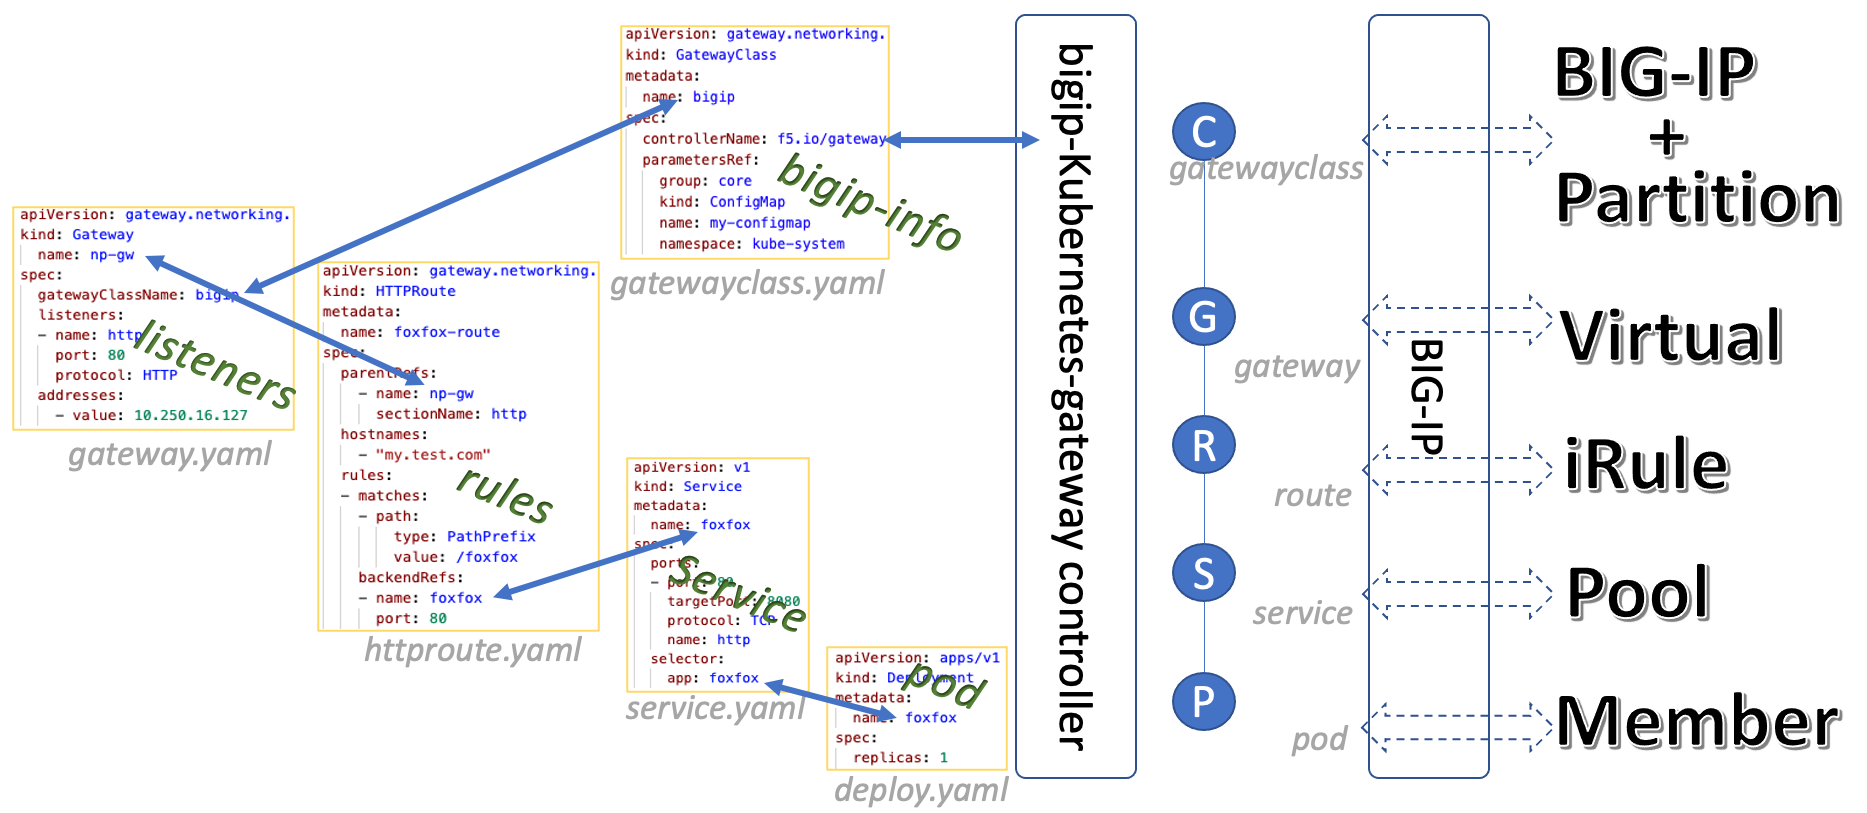 apiVersion: gateway.networking.
kind: Gateway
name: np-gw
spec:
gatewayClassName: bigip
listeners:
- name: http
port: 80
protocol: HTTP
addresses:
- value: 10.250.16.127
listeners
gateway.yaml
apiVersion: gateway.networking.
kind: HTTPRoute
metadata:
name: foxfox-route
spec:
parentRefs:
- name: np-gw
sectionName: http
hostnames:
- "my.test.com"
rules:
- matches:
- path:
type: PathPrefix
value: /foxfox
backendRefs:
- name: foxfox
port: 80
rules
httproute.yaml
apiVersion: gateway.networking.
kind: GatewayClass
metadata:
name: bigip
spec:
controllerName: f5.io/gateway
parametersRef:
group: core
kind: ConfigMap
name: my-configmap
namespace: kube-system
bigip-info
gatewayclass.yaml
apiVersion: v1
kind: Service
metadata:
name: foxfox
spec:
ports:
- port: 80
targetPort: 8080
protocol: TCP
name: http
selector:
app: foxfox
service
service.yaml
apiVersion: apps/v1
kind: Deployment
metadata:
name: foxfox
spec:
replicas: 1
pod
deploy.yaml
bigip-Kubernetes-gateway controller
C
gatewayclass
G
gateway
R
route
S
service
P
pod
BIG-IP
BIG-IP
+
Partition
Virtual
iRule
Pool
Member